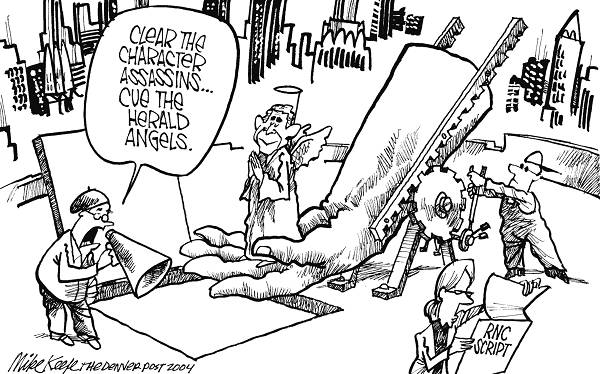 CLEAR THE
CHARACTER
ASSASSINS...
CUE THE
HERALD
ANGELS.
RNC
SCRIPT
MIKE KEEFE THE DENVER POST 2004